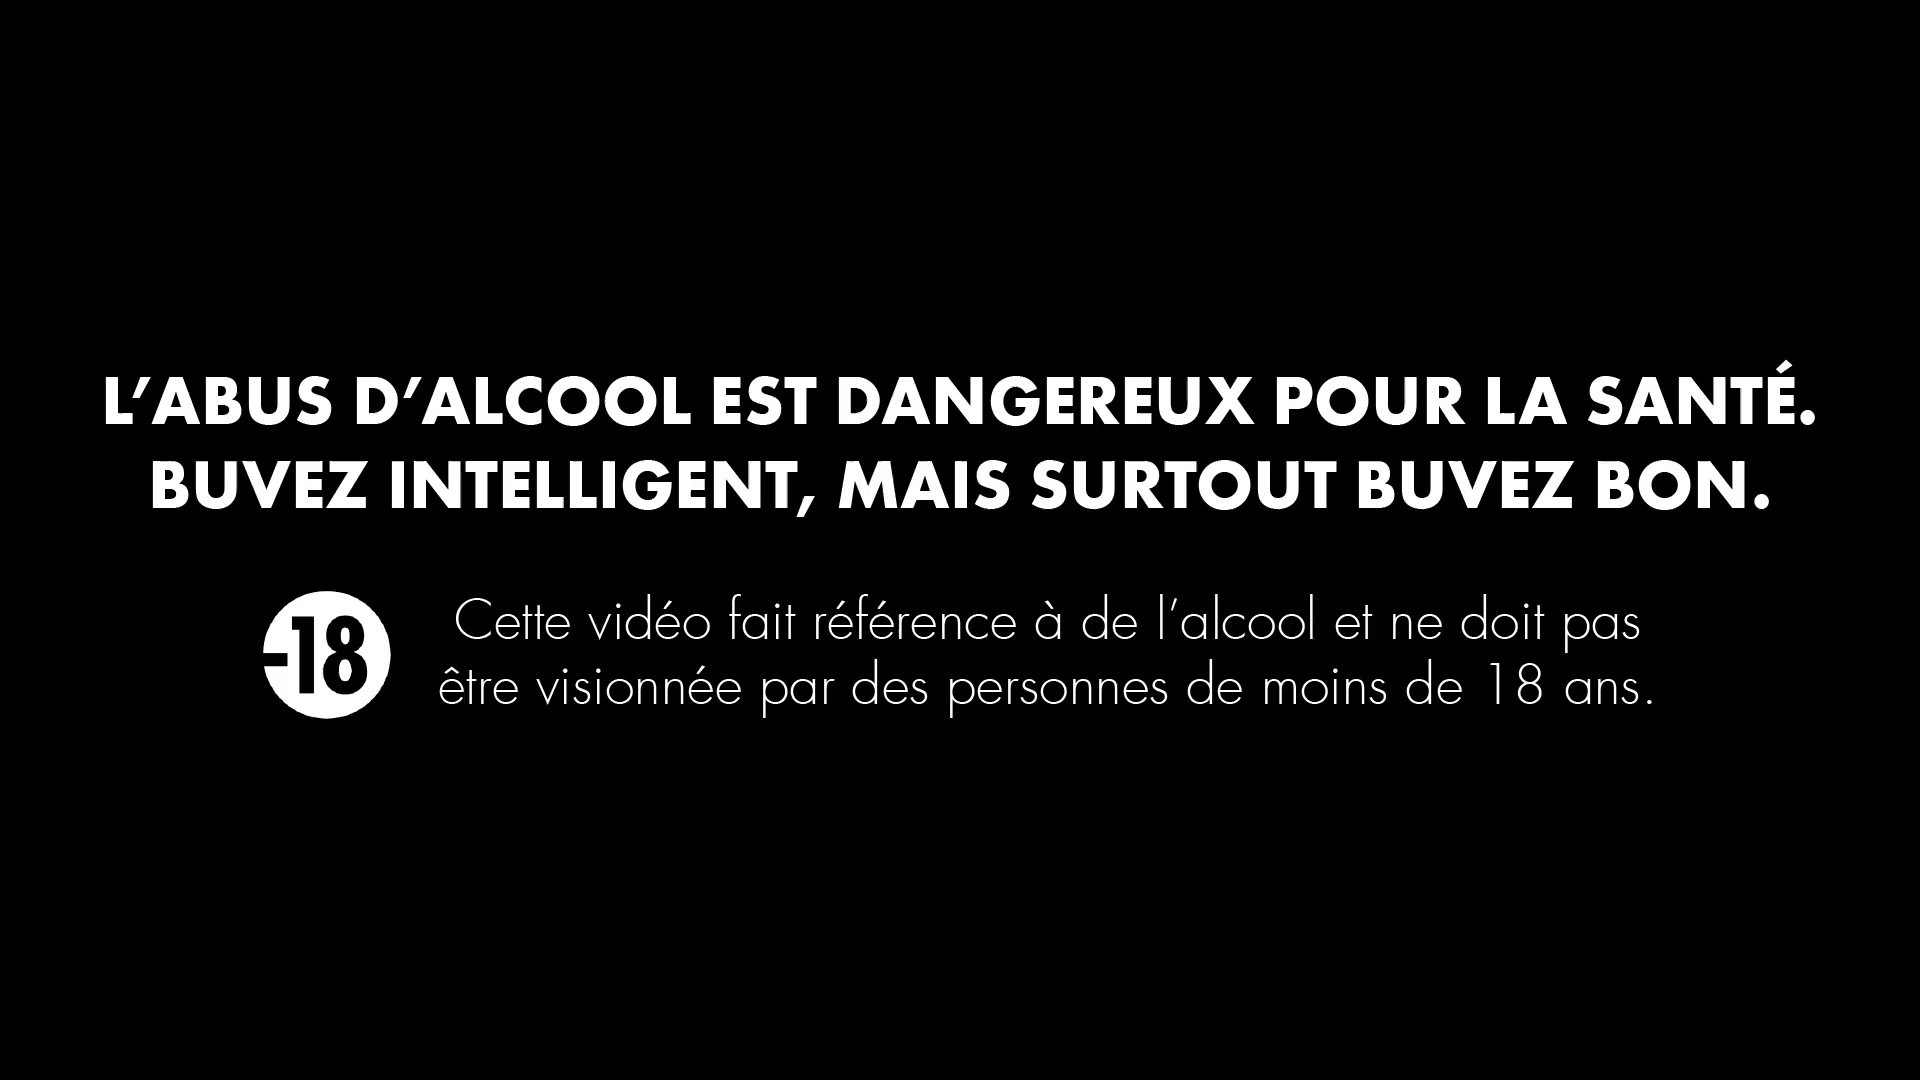 L’ABUS D’ALCOOL EST DANGEREUX POUR LA SANTÉ.
BUVEZ INTELLIGENT, MAIS SURTOUT BUVEZ BON.
-18
Cette vidéo fait référence à de l’alcool et ne doit pas
être visionnée par des personnes de moins de 18 ans.